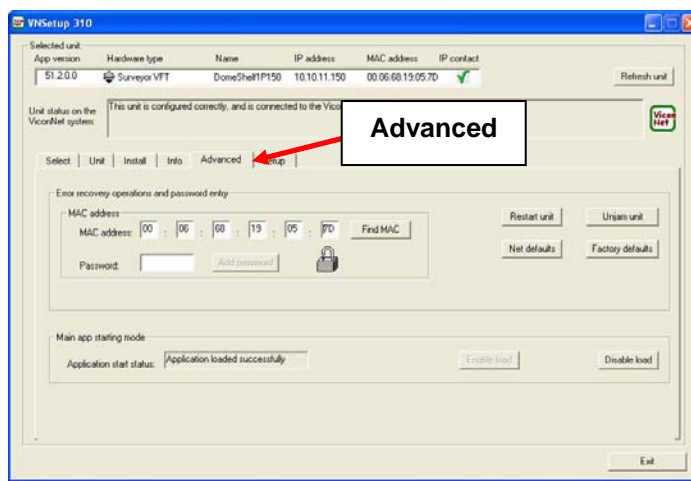 VNSetup 310
Selected unit:
App version Hardware type Name IP address MAC address IP contact
51.2.0.0 Surveyor VFT DomeShell1P150 10.10.11.150 00:06:68:19:05:7D
Refresh unit
Unit status on the ViconNet system:
This unit is configured correctly, and is connected to the Vico
Vicon Net
Advanced
Select Unit Install Info Advanced
Error recovery operations and password entry
MAC address
MAC address: 00 : 06 : 68 : 19 : 05 : Find MAC
Restart unit Unjam unit
Password: Add password
Net defaults Factory defaults
Main app starting mode
Application start status: Application loaded successfully
Enable load Disable load
Exit